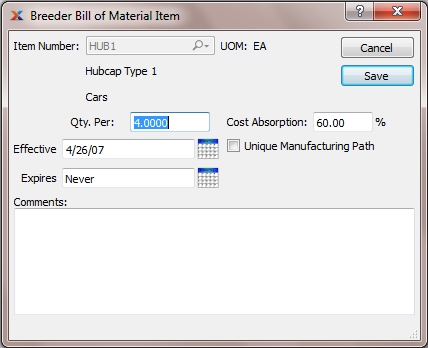 Breeder Bill of Material Item
Item Number: HUB1 UOM: EA Cancel
Hubcap Type 1 Save
Cars
Qty. Per: 4.0000 Cost Absorption: 60.00 %
Effective 4/26/07 Unique Manufacturing Path
Expires Never
Comments: